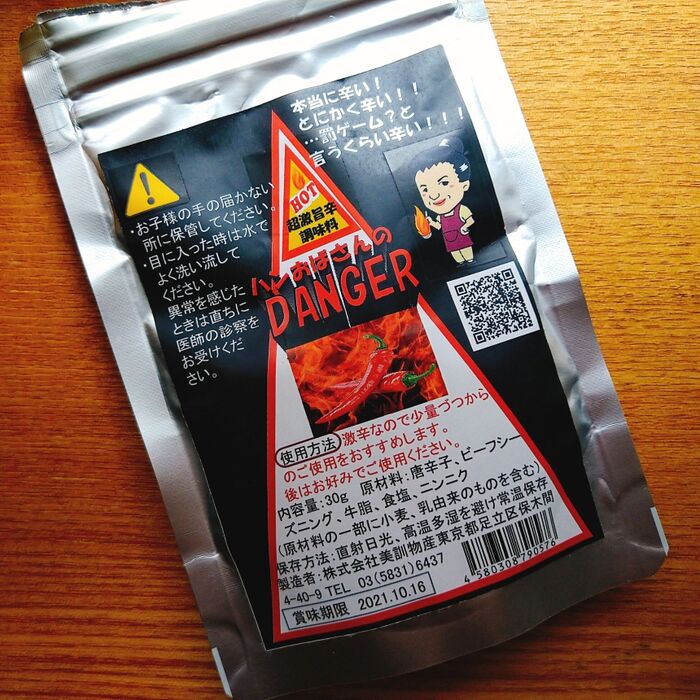 本当に辛い！
とにかく辛い！！
…罰ゲーム？と
言うくらい辛い！！！
・お子様の手の届かない
所に保管してください。
・目に入った時は水で
よく洗い流して
ください。
異常を感じた
ときは直ちに
医師の診察を
お受けくだ
さい。
HOT
超激旨辛
調味料
ハンおばさんの
DANGER
使用方法 激辛なので少量づつから
のご使用をおすすめします。
後はお好みでご使用ください。
内容量:30g 原材料:唐辛子、ビーフシー
ズニング、牛脂、食塩、ニンニク
(原材料の一部に小麦、乳由来のものを含む)
保存方法:直射日光、高温多湿を避け常温保存
製造者:株式会社美訓物産東京都足立区保木間
4-40-9 TEL 03(5831)6437
賞味期限 2021.10.16
4580308790576